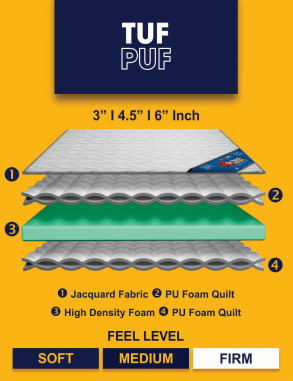 TUF
PUF
3” I 4.5” I 6” Inch
1
2
3
4
1 Jacquard Fabric 2 PU Foam Quilt
3 High Density Foam 4 PU Foam Quilt
FEEL LEVEL
SOFT MEDIUM FIRM